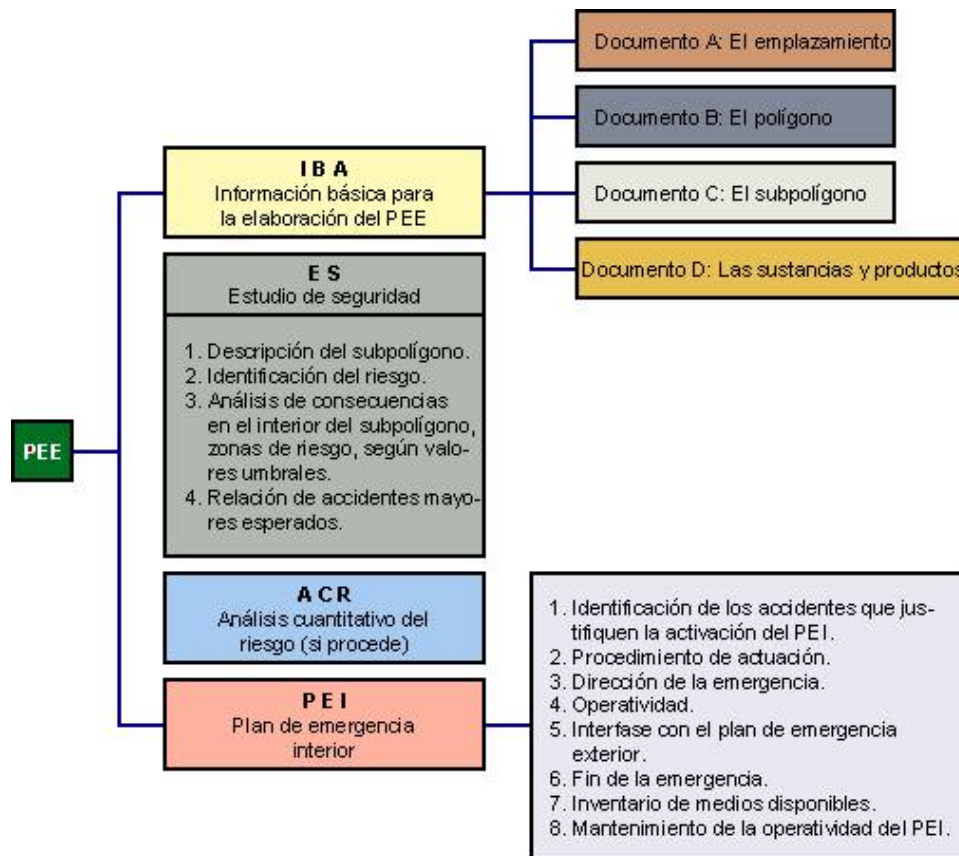 PEE
I B A
Información básica para
la elaboración del PEE
Documento A: El emplazamiento
Documento B: El polígono
Documento C: El subpolígono
Documento D: Las sustancias y productos
E S
Estudio de seguridad
1. Descripción del subpolígono.
2. Identificación del riesgo.
3. Análisis de consecuencias
en el interior del subpolígono,
zonas de riesgo, según valo-
res umbrales.
4. Relación de accidentes mayo-
res esperados.
A C R
Análisis cuantitativo del
riesgo (si procede)
P E I
Plan de emergencia
interior
1. Identificación de los accidentes que jus-
tifiquen la activación del PEI.
2. Procedimiento de actuación.
3. Dirección de la emergencia.
4. Operatividad.
5. Interfase con el plan de emergencia
exterior.
6. Fin de la emergencia.
7. Inventario de medios disponibles.
8. Mantenimiento de la operatividad del PEI.